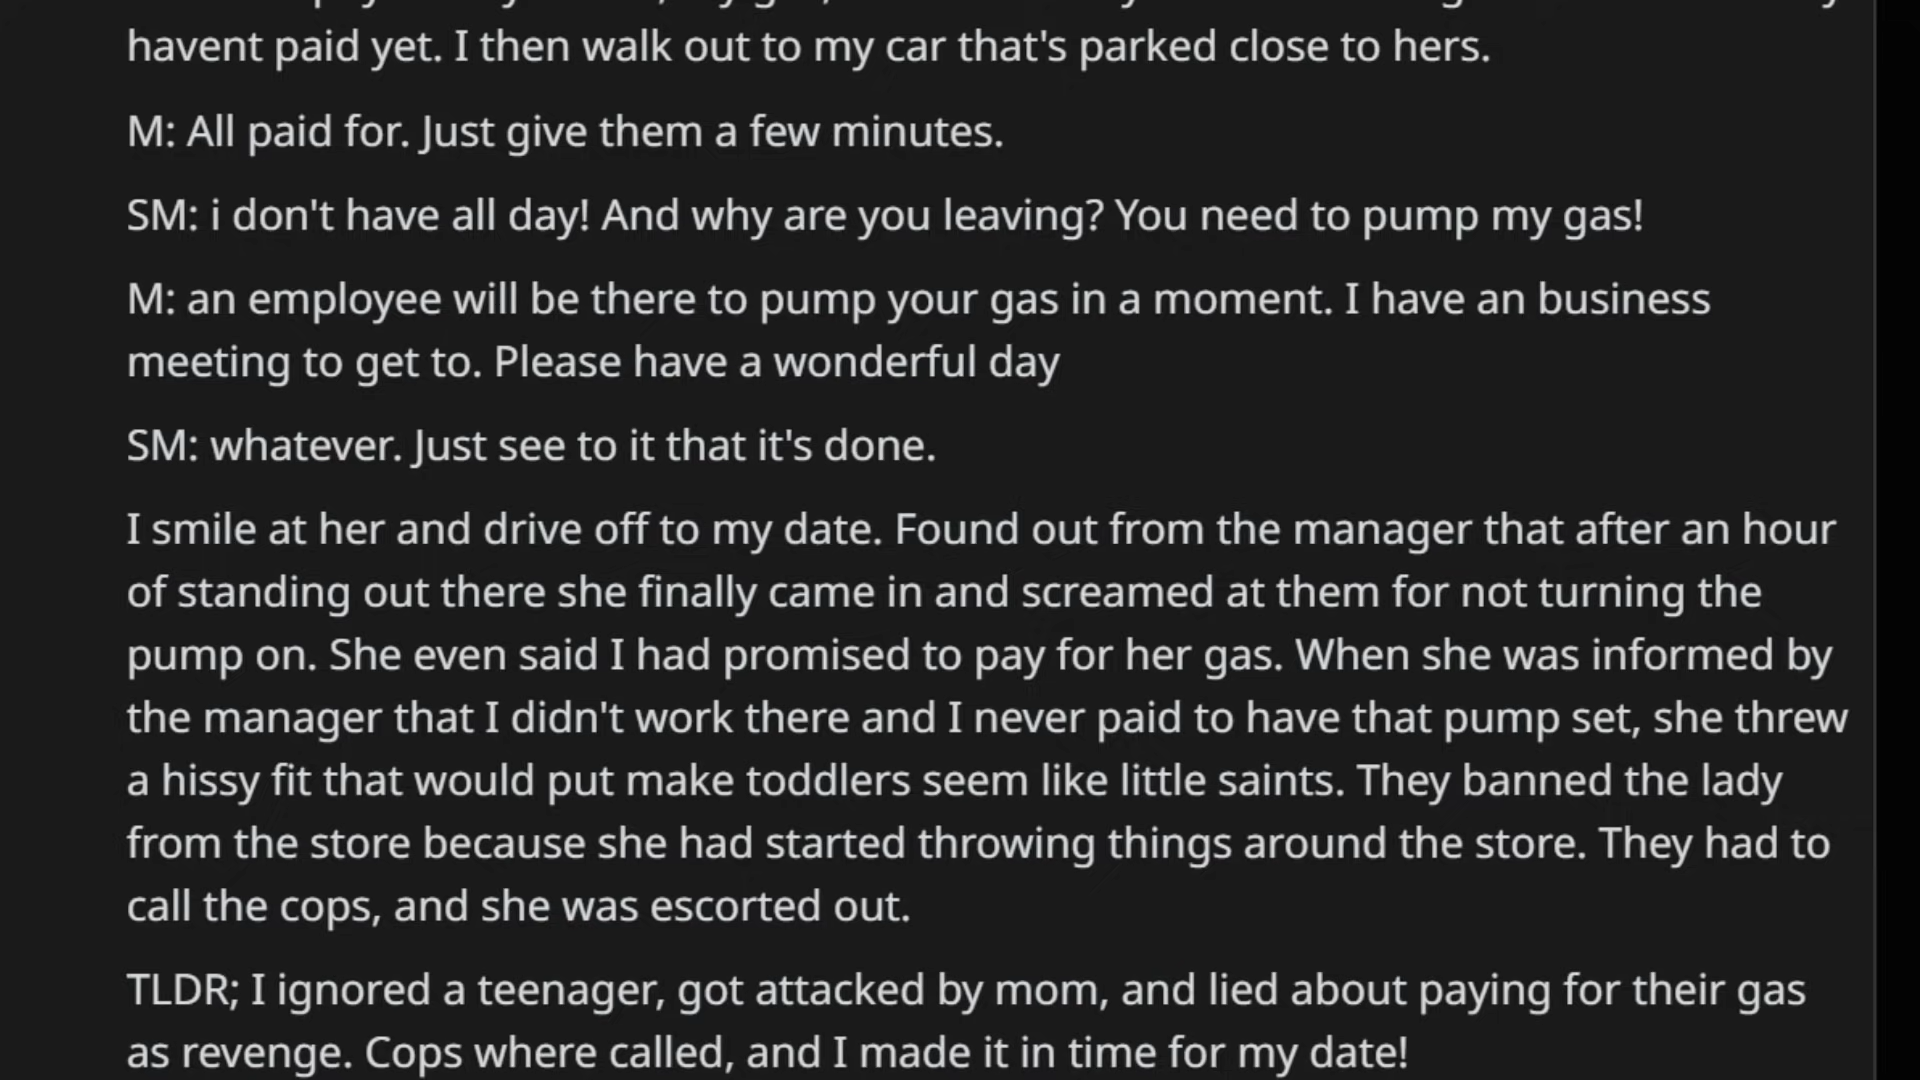 havent paid yet. I then walk out to my car that's parked close to hers.
M: All paid for. Just give them a few minutes.
SM: i don't have all day! And why are you leaving? You need to pump my gas!
M: an employee will be there to pump your gas in a moment. I have an business
meeting to get to. Please have a wonderful day
SM: whatever. Just see to it that it's done.
I smile at her and drive off to my date. Found out from the manager that after an hour
of standing out there she finally came in and screamed at them for not turning the
pump on. She even said I had promised to pay for her gas. When she was informed by
the manager that I didn't work there and I never paid to have that pump set, she threw
a hissy fit that would put make toddlers seem like little saints. They banned the lady
from the store because she had started throwing things around the store. They had to
call the cops, and she was escorted out.
TLDR; I ignored a teenager, got attacked by mom, and lied about paying for their gas
as revenge. Cops where called, and I made it in time for my date!